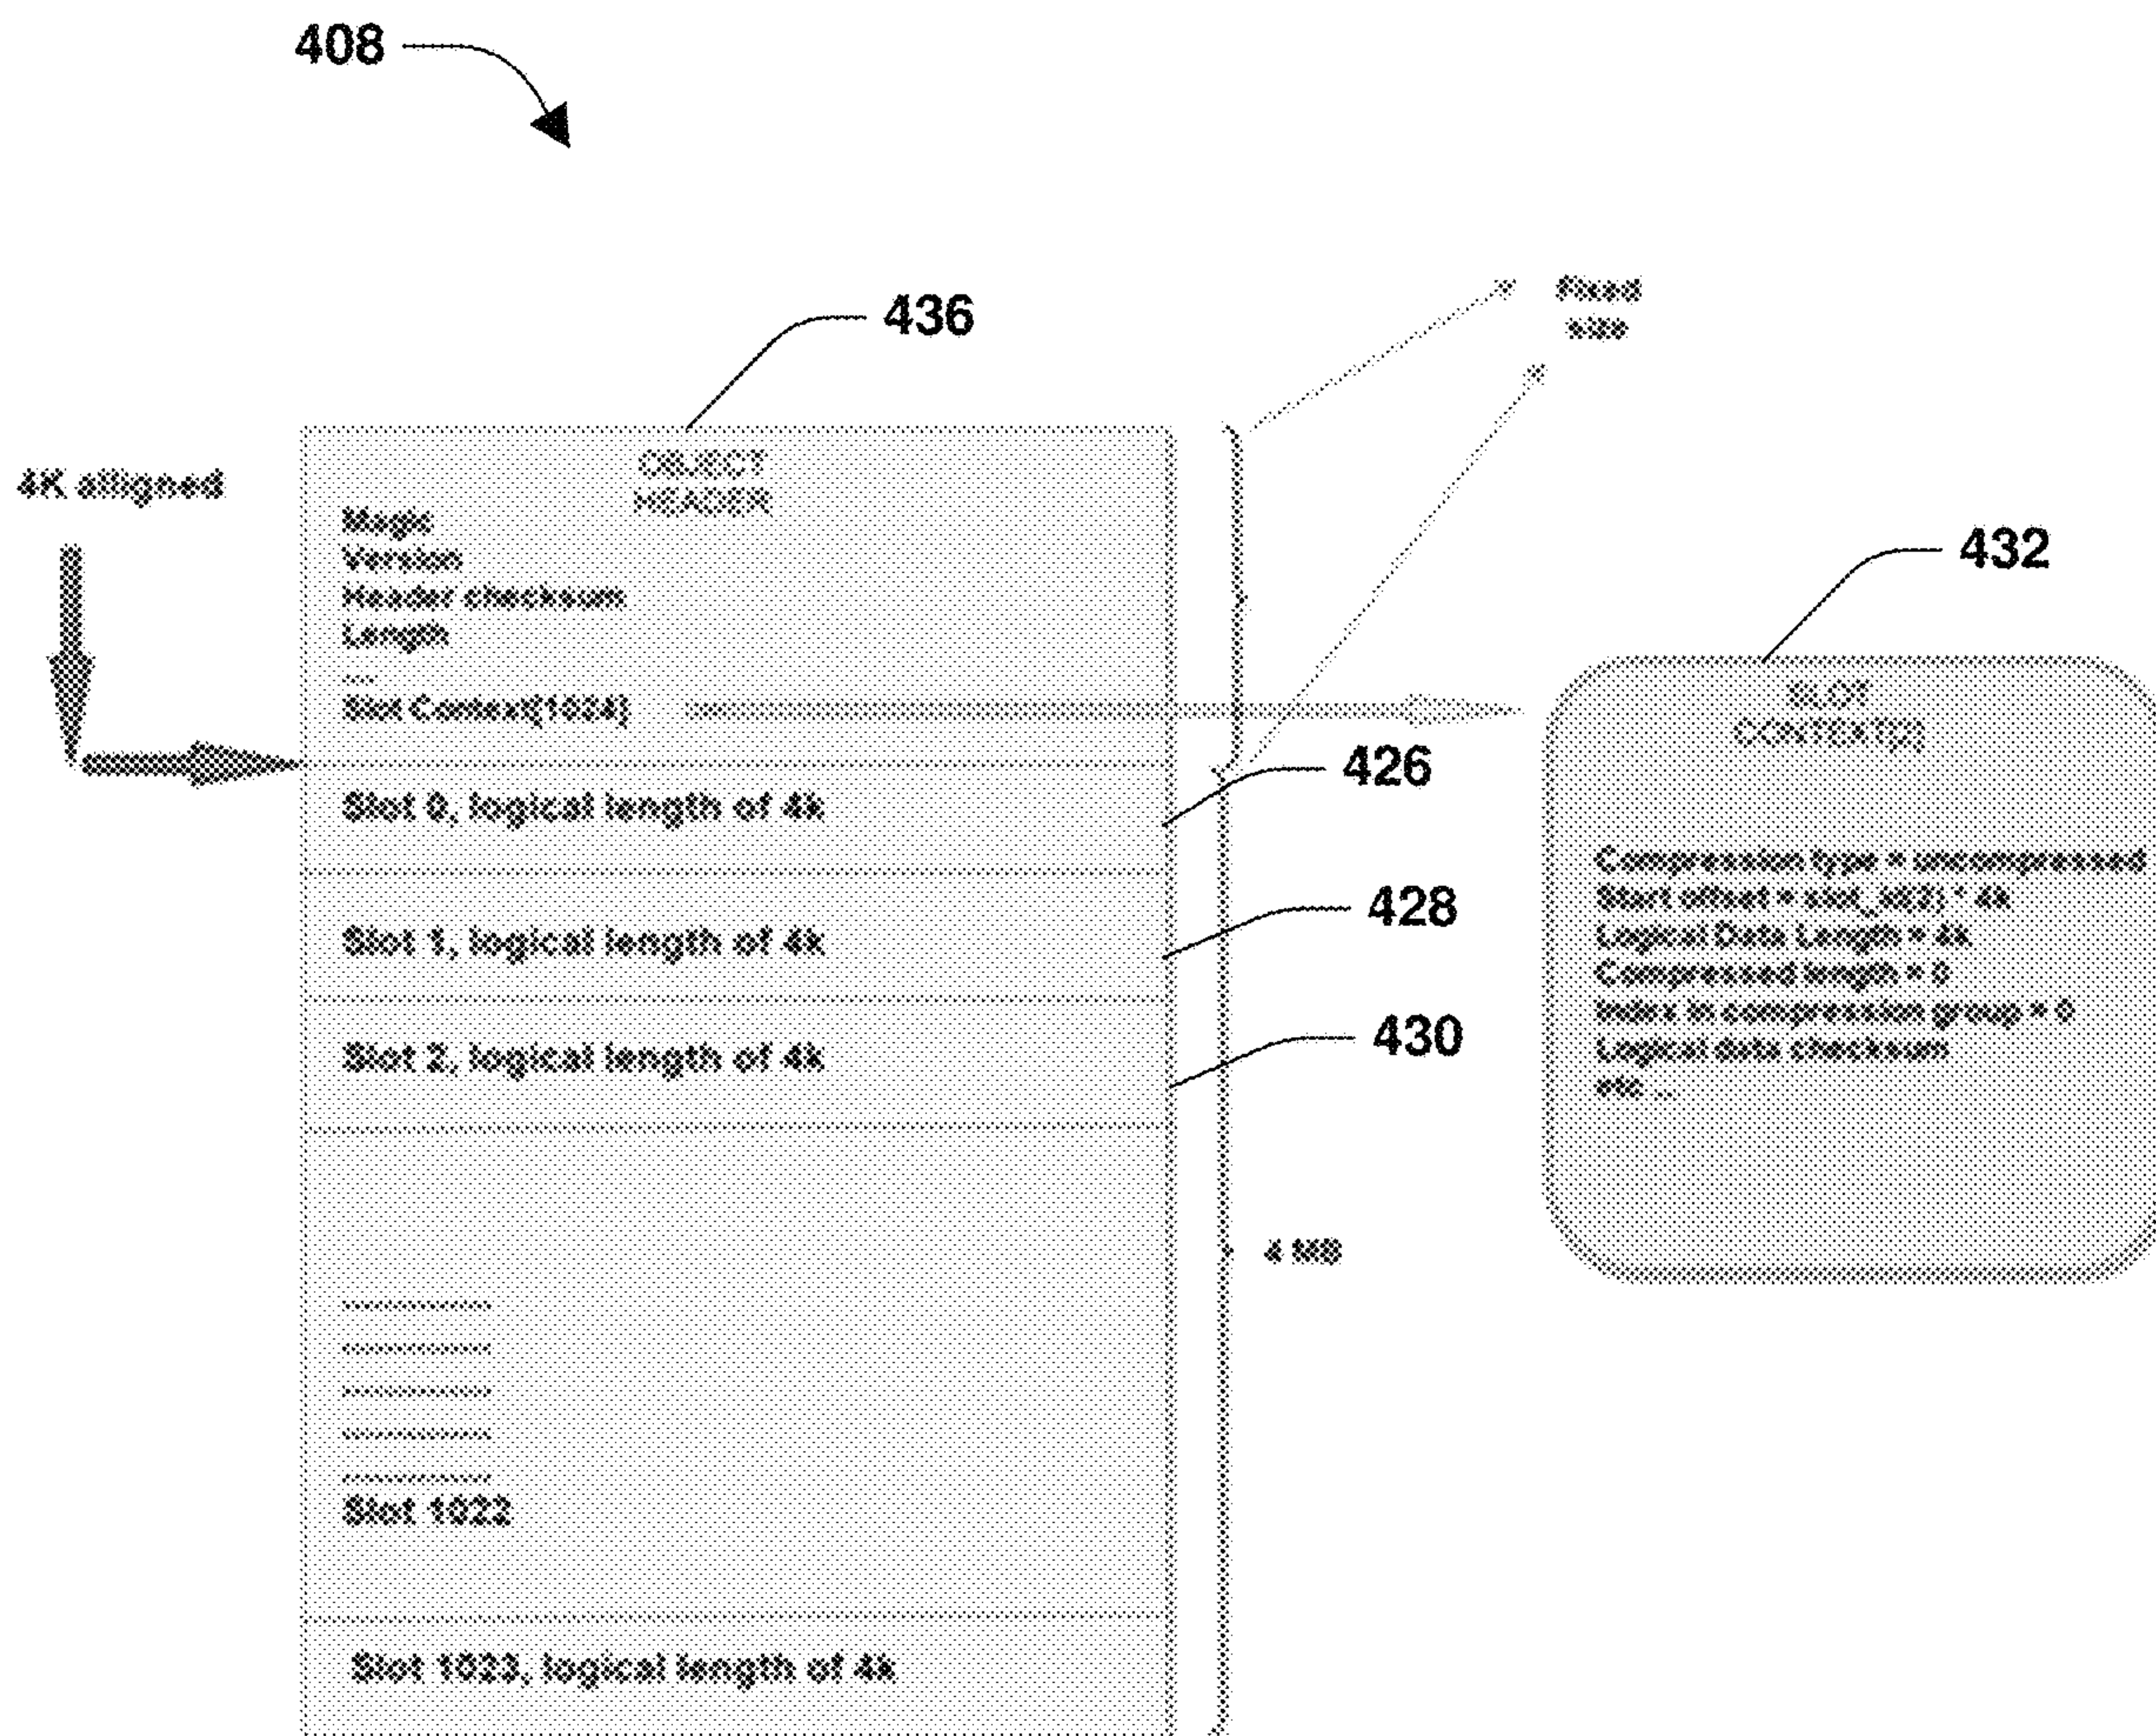 408
436
Fixed
size
4K alligned
OBJECT
HEADER
Magic
Version
Header checksum
Length
...
Slot Context[1024]
432
SLOT
CONTEXT[2]
Compression type = uncompressed
Start offset = slot_id[2] * 4k
Logical Data Length = 4k
Compressed length = 0
Index in compression group = 0
Logical data checksum
etc ...
426
Slot 0, logical length of 4k
428
Slot 1, logical length of 4k
430
Slot 2, logical length of 4k
4 MB
Slot 1022
Slot 1023, logical length of 4k